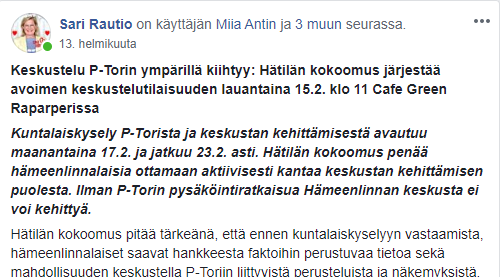 Sari Rautio on käyttäjän Miia Antin ja 3 muun seurassa.
13. helmikuuta
Keskustelu P-Torin ympärillä kiihtyy: Hätilän kokoomus järjestää
avoimen keskustelutilaisuuden lauantaina 15.2. klo 11 Cafe Green
Raparperissa
Kuntalaiskysely P-Torista ja keskustan kehittämisestä avautuu
maanantaina 17.2. ja jatkuu 23.2. asti. Hätilän kokoomus penää
hämeenlinnalaisia ottamaan aktiivisesti kantaa keskustan kehittämisen
puolesta. Ilman P-Torin pysäköintiratkaisua Hämeenlinnan keskusta ei
voi kehittyä.
Hätilän kokoomus pitää tärkeänä, että ennen kuntalaiskyselyyn vastaamista,
hämeenlinnalaiset saavat hankkeesta faktoihin perustuvaa tietoa sekä
mahdollisuuden keskustella P-Toriin liittyvistä perusteluista ja näkemyksistä.